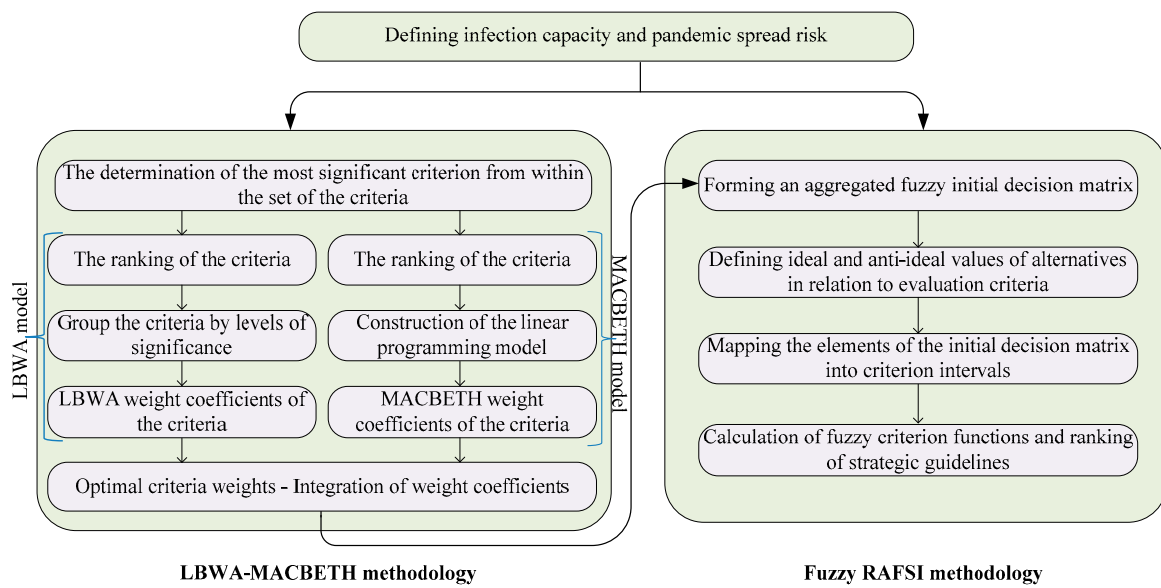 Defining infection capacity and pandemic spread risk
The determination of the most significant criterion from within
the set of the criteria
LBWA model
The ranking of the criteria
Group the criteria by levels of
significance
LBWA weight coefficients of
the criteria
The ranking of the criteria
Construction of the linear
programming model
MACBETH weight
coefficients of the criteria
MACBETH model
Optimal criteria weights - Integration of weight coefficients
LBWA-MACBETH methodology
Forming an aggregated fuzzy initial decision matrix
Defining ideal and anti-ideal values of alternatives
in relation to evaluation criteria
Mapping the elements of the initial decision matrix
into criterion intervals
Calculation of fuzzy criterion functions and ranking
of strategic guidelines
Fuzzy RAFSI methodology